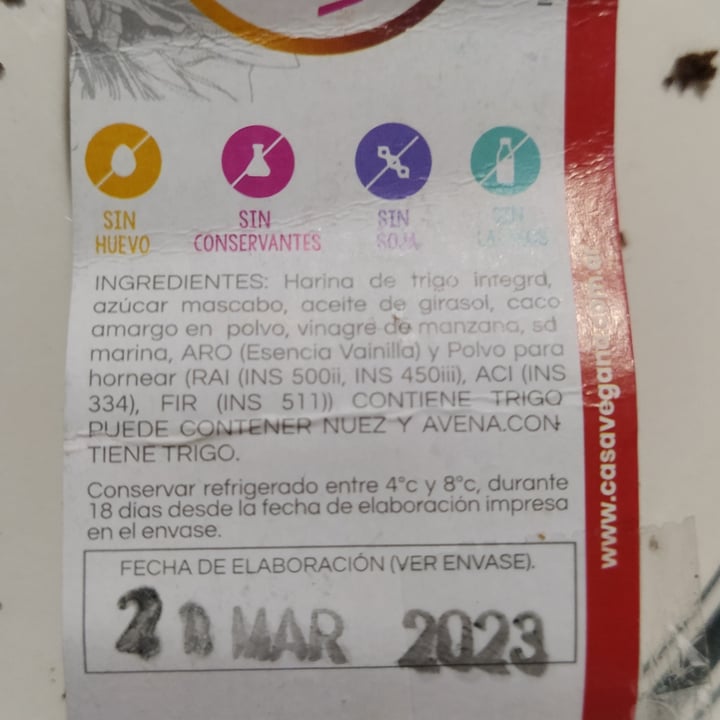 SIN
HUEVO
SIN
CONSERVANTES
SIN
SOJA
SIN
INGREDIENTES: Harina de trigo integral,
azúcar mascabo, aceite de girasol, caco
amargo en polvo, vinagre de manzana, sal
marina, ARO (Esencia Vainilla) y Polvo para
hornear (RAI (INS 500ii, INS 450iii), ACI (INS
334), FIR (INS 511)) CONTIENE TRIGO
PUEDE CONTENER NUEZ Y AVENA.CON-
TIENE TRIGO.
Conservar refrigerado entre 4°c y 8°c, durante
18 días desde la fecha de elaboración impresa
en el envase.
FECHA DE ELABORACIÓN (VER ENVASE).
MAR 2023
www.casavegana.com.ar